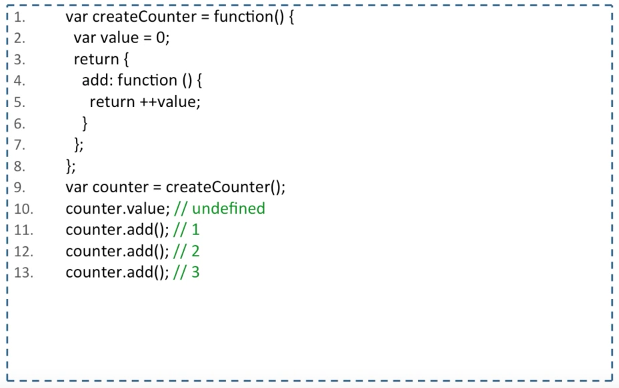 1. var createCounter = function() {
2. var value = 0;
3. return {
4. add: function () {
5. return ++value;
6. }
7. };
8. };
9. var counter = createCounter();
10. counter.value; // undefined
11. counter.add(); // 1
12. counter.add(); // 2
13. counter.add(); // 3